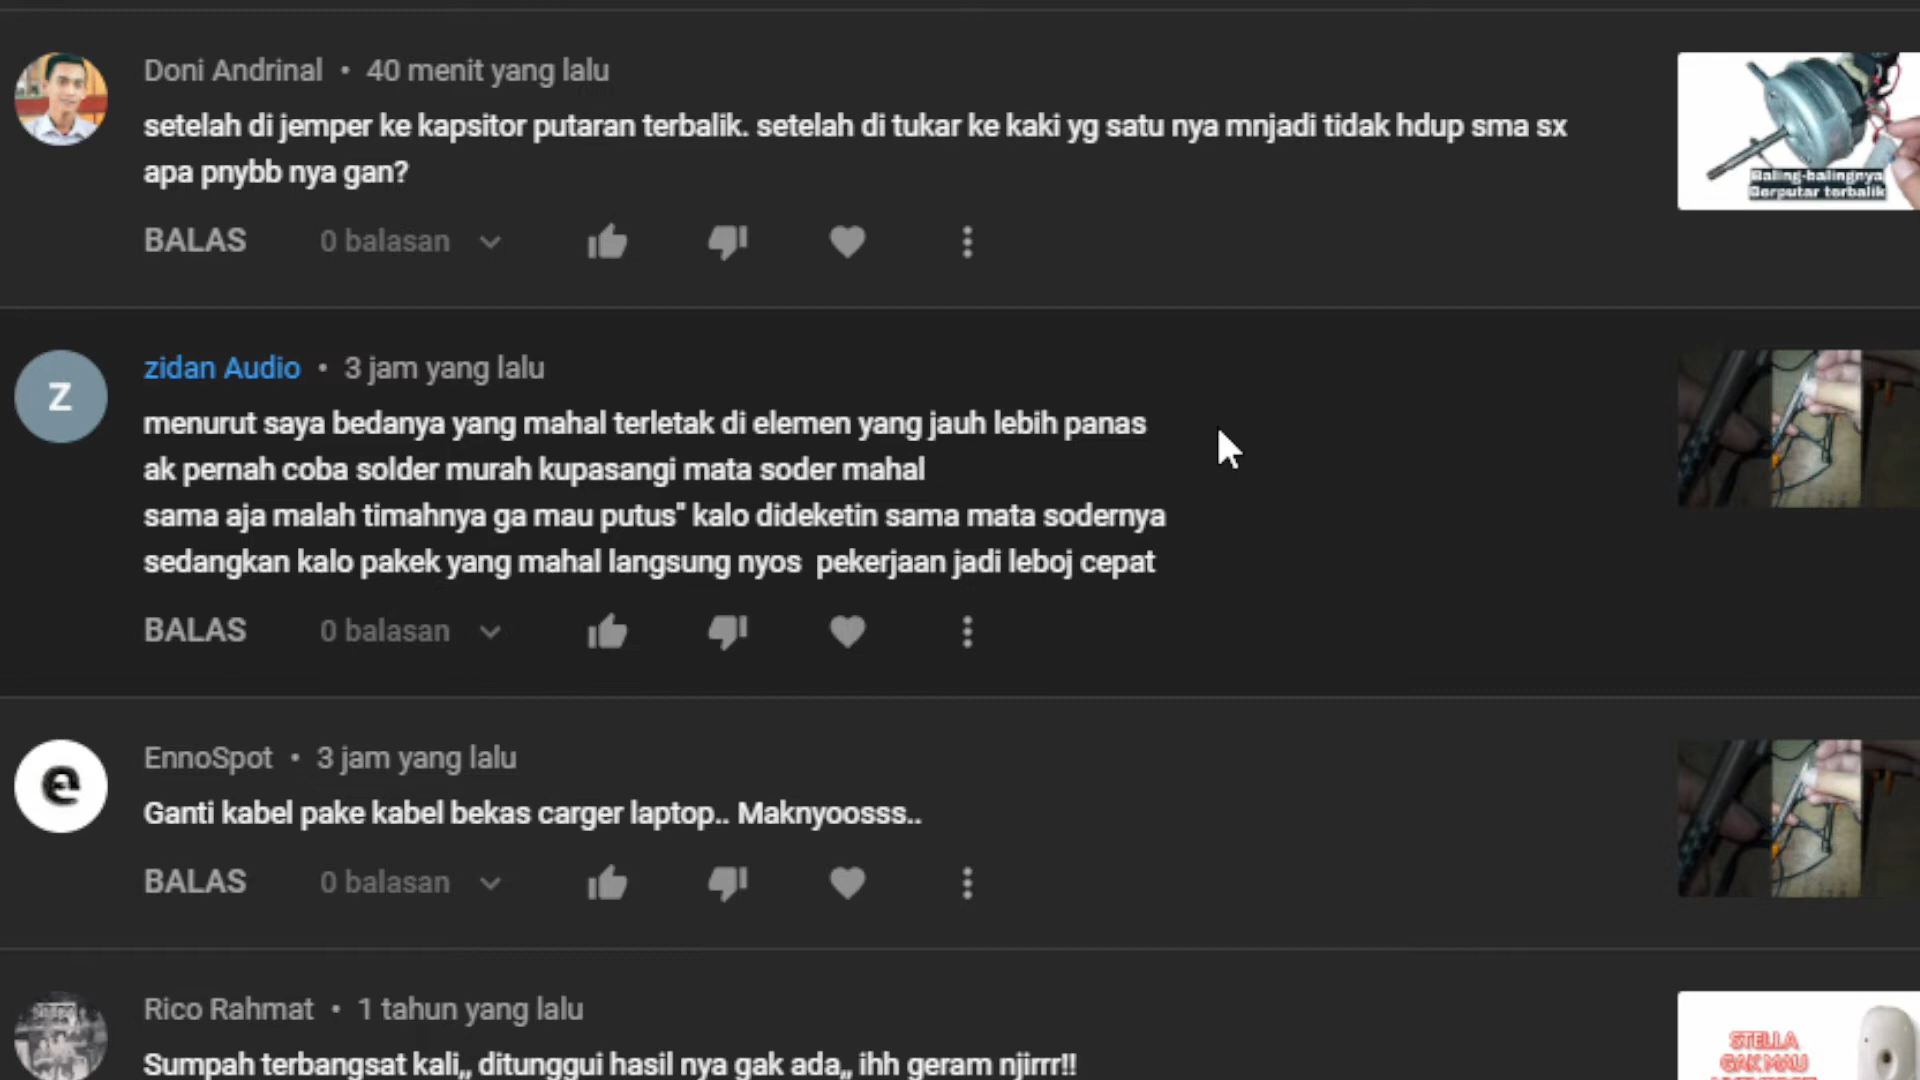 Doni Andrinal • 40 menit yang lalu
setelah di jemper ke kapsitor putaran terbalik. setelah di tukar ke kaki yg satu nya mnjadi tidak hdup sma sx
apa pnybb nya gan?
Baling-balingnya
Berputar terbalik
BALAS 0 balasan
Z
zidan Audio • 3 jam yang lalu
menurut saya bedanya yang mahal terletak di elemen yang jauh lebih panas
ak pernah coba solder murah kupasangi mata soder mahal
sama aja malah timahnya ga mau putus" kalo dideketin sama mata sodernya
sedangkan kalo pakek yang mahal langsung nyos  pekerjaan jadi leboj cepat
BALAS 0 balasan
e
EnnoSpot • 3 jam yang lalu
Ganti kabel pake kabel bekas carger laptop.. Maknyoosss..
BALAS 0 balasan
Rico Rahmat • 1 tahun yang lalu
Sumpah terbangsat kali,, ditunggui hasil nya gak ada,, ihh geram njirrr!!
STELLA
GAK MAU